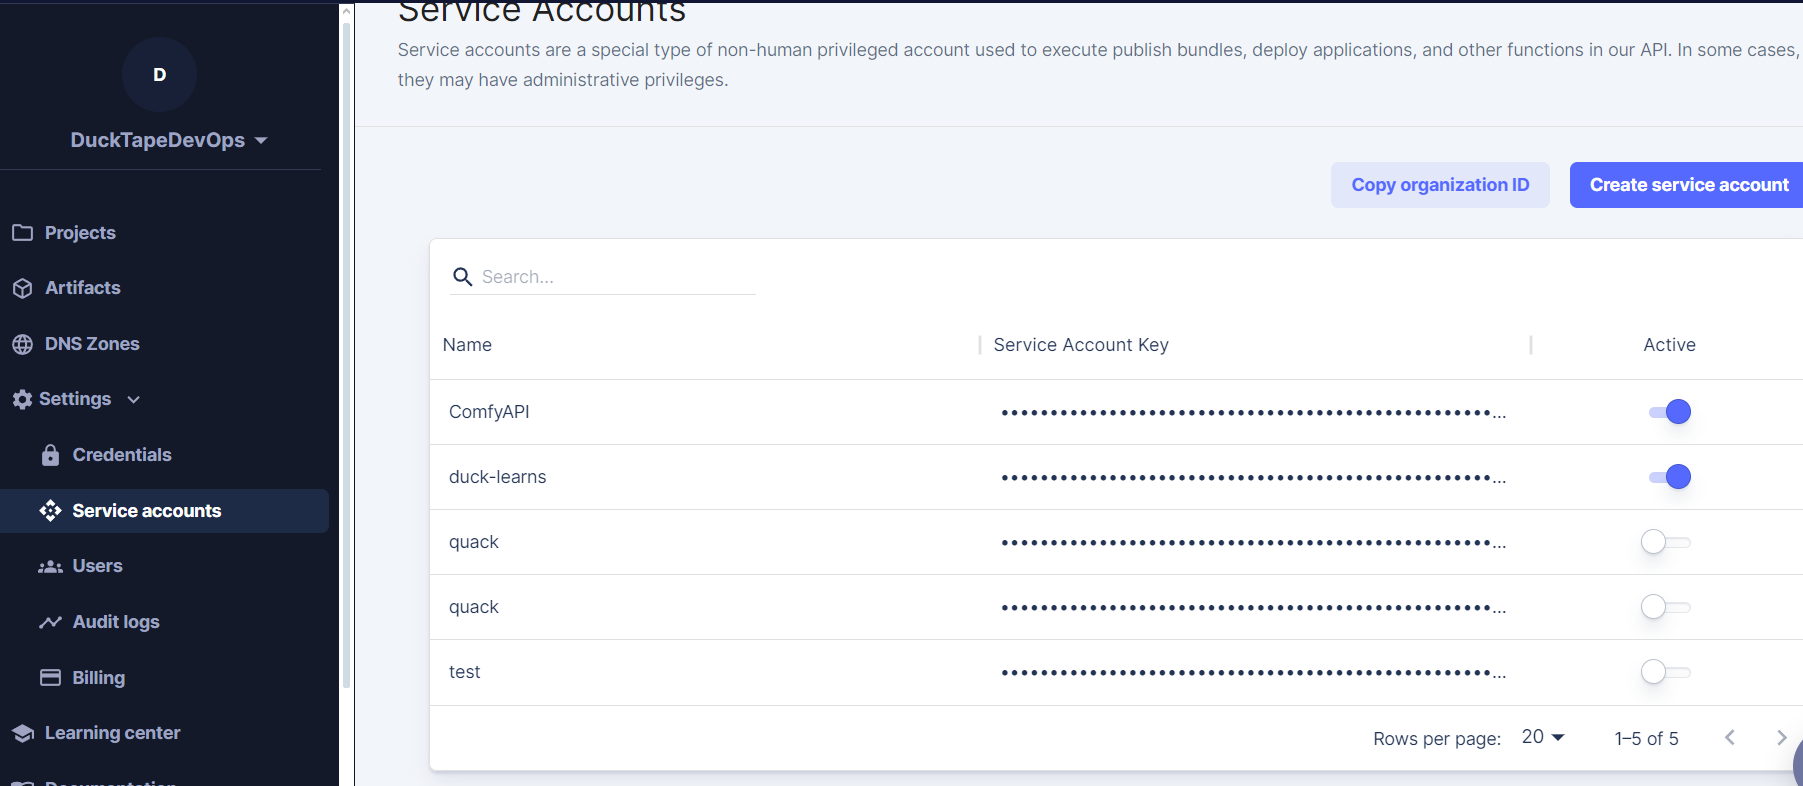 D
DuckTapeDevOps
Projects
Artifacts
DNS Zones
Settings
Credentials
Service accounts
Users
Audit logs
Billing
Learning center
Documentation
Service Accounts
Service accounts are a special type of non-human privileged account used to execute publish bundles, deploy applications, and other functions in our API. In some cases,
they may have administrative privileges.
Copy organization ID
Create service account
Search...
Name
Service Account Key
Active
ComfyAPI
••••••••••••••••••••••••••••••••••••••••••••••••••...
duck-learns
••••••••••••••••••••••••••••••••••••••••••••••••••...
quack
••••••••••••••••••••••••••••••••••••••••••••••••••...
quack
••••••••••••••••••••••••••••••••••••••••••••••••••...
test
••••••••••••••••••••••••••••••••••••••••••••••••••...
Rows per page: 20 1–5 of 5